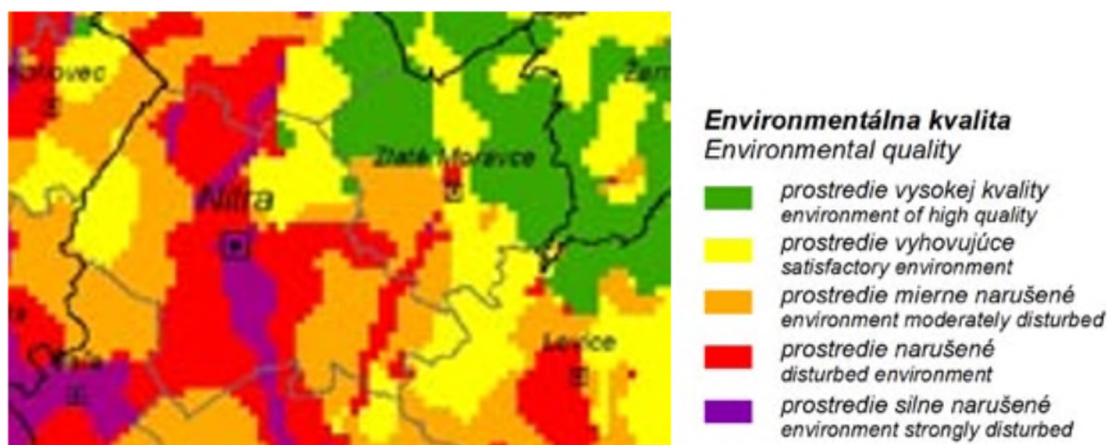 Zlaté Moravce
Nitra
Levice
Environmentálna kvalita
Environmental quality
prostredie vysokej kvality
environment of high quality
prostredie vyhovujúce
satisfactory environment
prostredie mierne narušené
environment moderately disturbed
prostredie narušené
disturbed environment
prostredie silne narušené
environment strongly disturbed